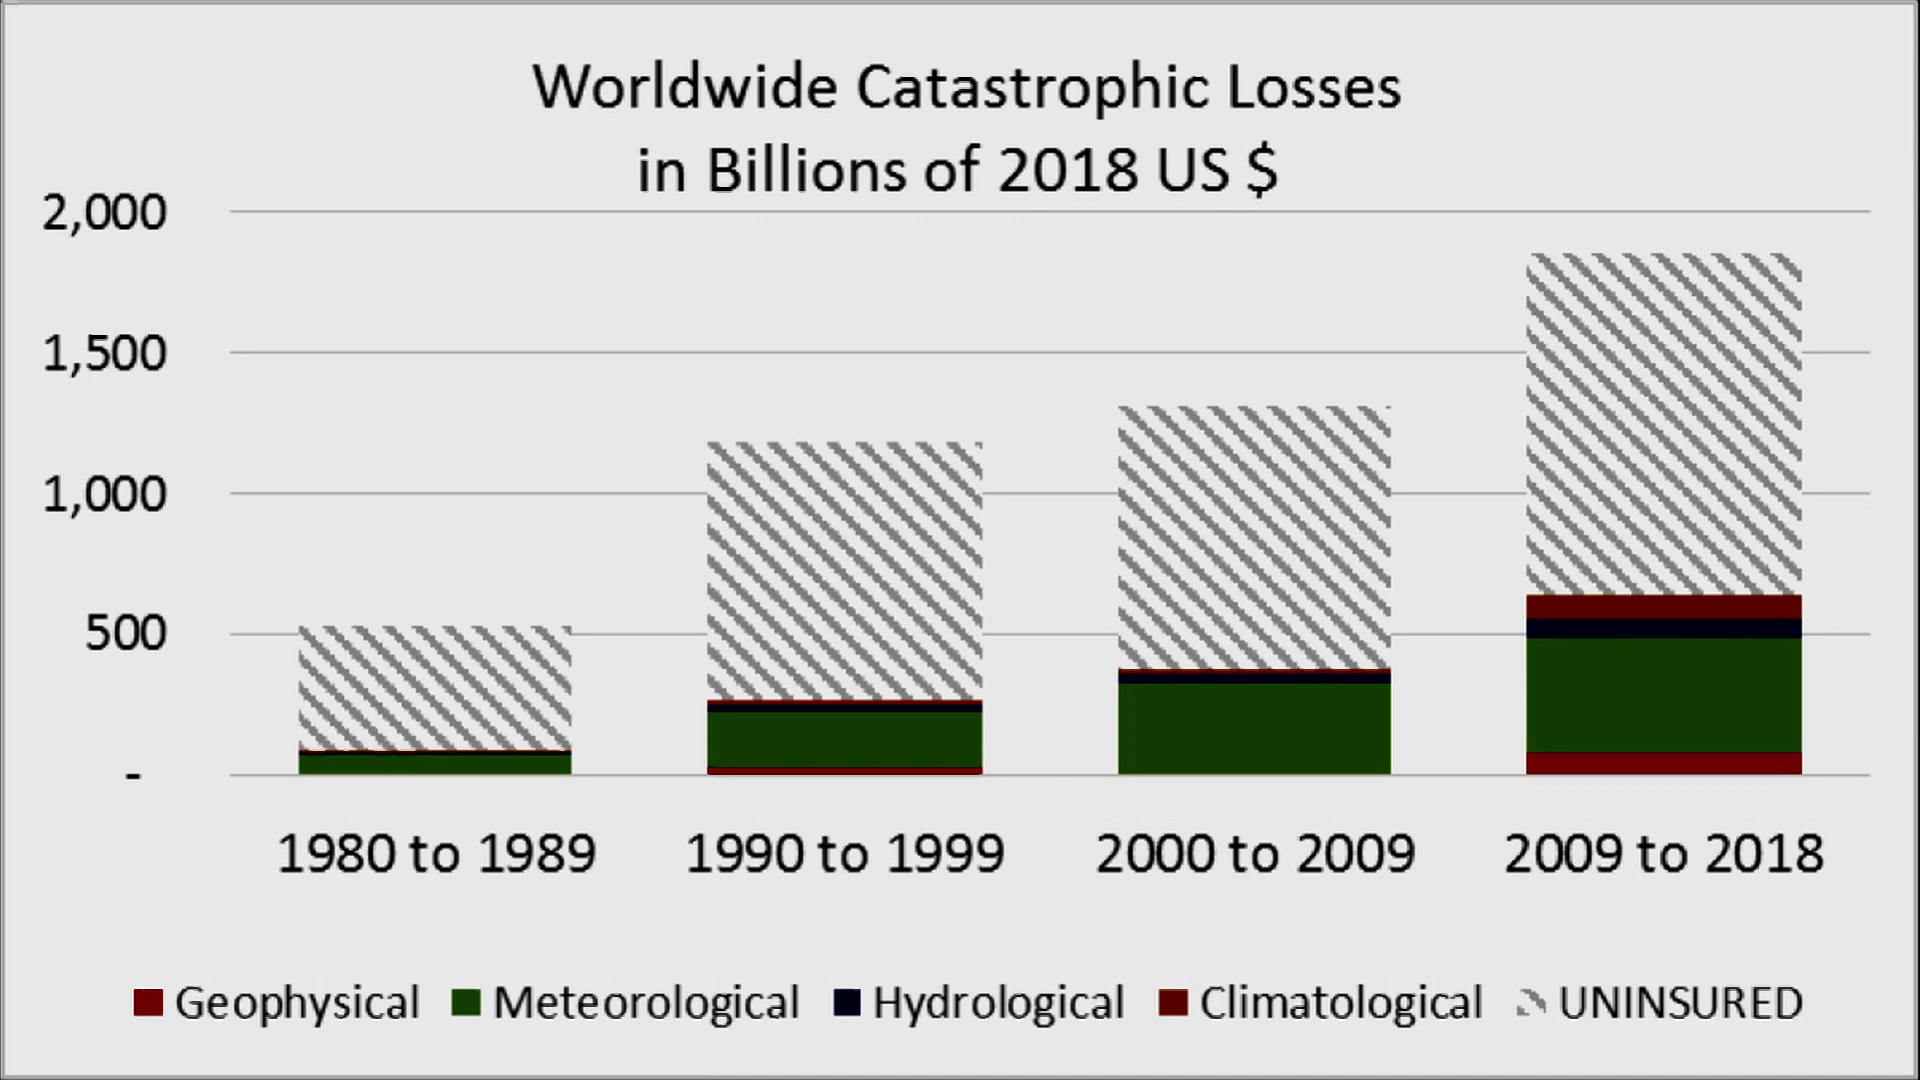 Worldwide Catastrophic Losses
in Billions of 2018 US $
2,000
1,500
1,000
500
-
1980 to 1989 1990 to 1999 2000 to 2009 2009 to 2018
Geophysical Meteorological Hydrological Climatological UNINSURED